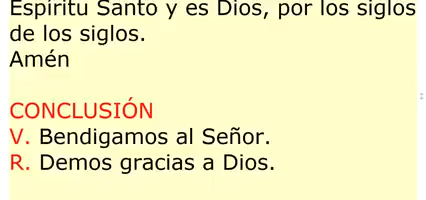 Espíritu Santo y es Dios, por los siglos
de los siglos.
Amén
CONCLUSIÓN
V. Bendigamos al Señor.
R. Demos gracias a Dios.